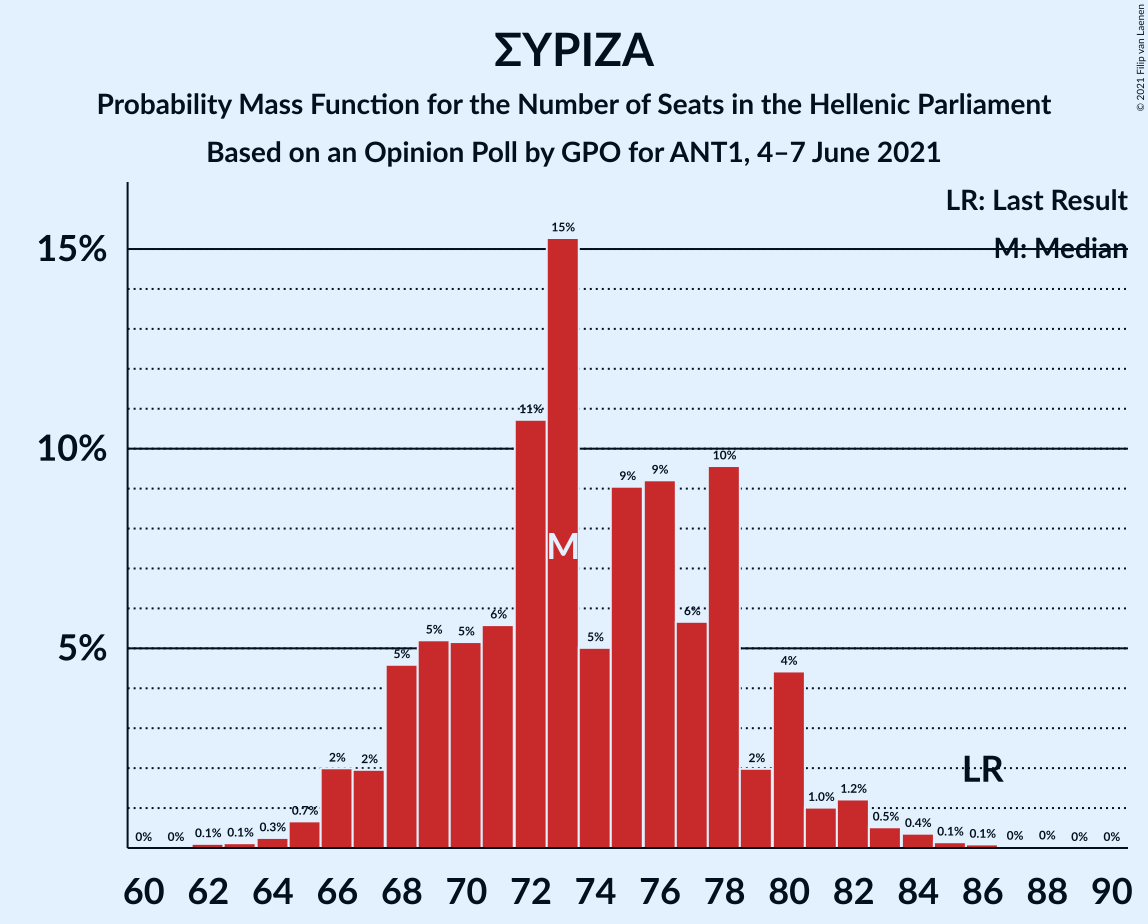 ΣΥΡΙΖΑ
Probability Mass Function for the Number of Seats in the Hellenic Parliament
Based on an Opinion Poll by GPO for ANT1, 4–7 June 2021
© 2021 Filip van Laenen
LR: Last Result
M: Median
15%
10%
5%
0% 0% 0.1% 0.1% 0.3% 0.7% 2% 2% 5% 5% 5% 6% 11% 15% 5% 9% 9% 6% 10% 2% 4% 1.0% 1.2% 0.5% 0.4% 0.1% 0.1% 0% 0% 0% 0%
M
LR
60 62 64 66 68 70 72 74 76 78 80 82 84 86 88 90